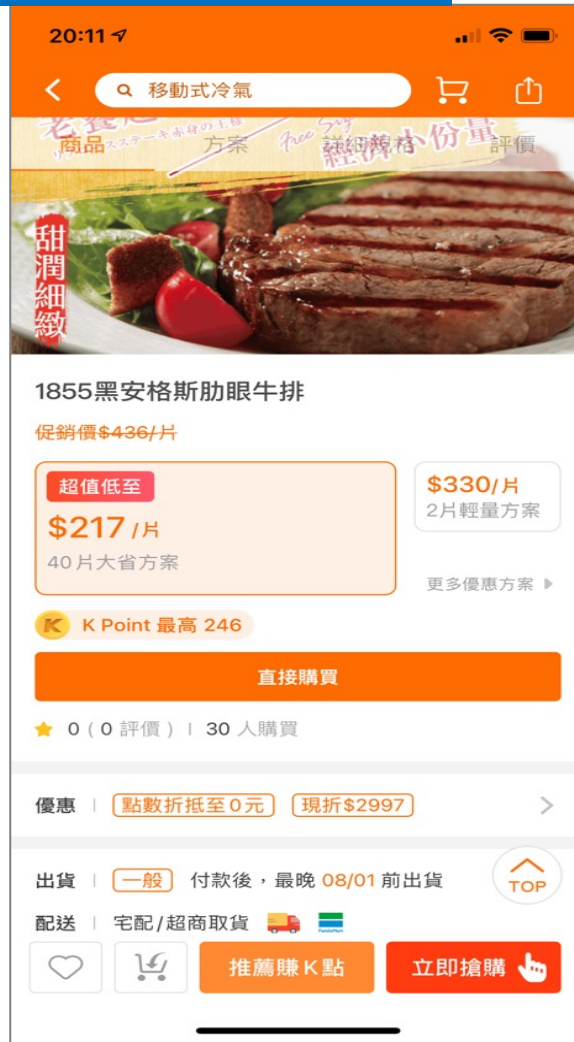 20:11
移動式冷氣
商品
方案
詳細規格
評價
Free
經濟小份量
甜潤細緻
1855黑安格斯肋眼牛排
促銷價$436/片
超值低至
$217 /片
40片大省方案
$330/片
2片輕量方案
更多優惠方案
K K Point 最高 246
直接購買
0 ( 0 評價 ) | 30 人購買
優惠 | 點數折抵至0元 現折$2997
出貨 | 一般 付款後，最晚 08/01 前出貨
TOP
配送 | 宅配/超商取貨 FamilyMart
推薦賺K點
立即搶購